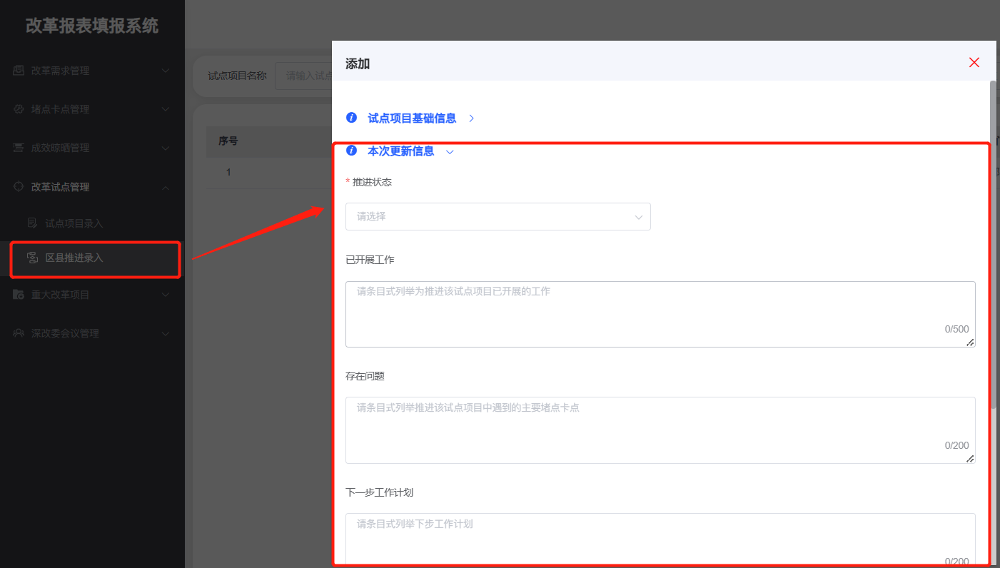 改革报表填报系统
改革需求管理
堵点卡点管理
成效晾晒管理
改革试点管理
试点项目录入
区县推进录入
重大改革项目
深改委会议管理
试点项目名称
请输入试点
序号
1
添加
试点项目基础信息
本次更新信息
* 推进状态
请选择
已开展工作
请条目式列举为推进该试点项目已开展的工作
0/500
存在问题
请条目式列举推进该试点项目中遇到的主要堵点卡点
0/200
下一步工作计划
请条目式列举下步工作计划
0/200